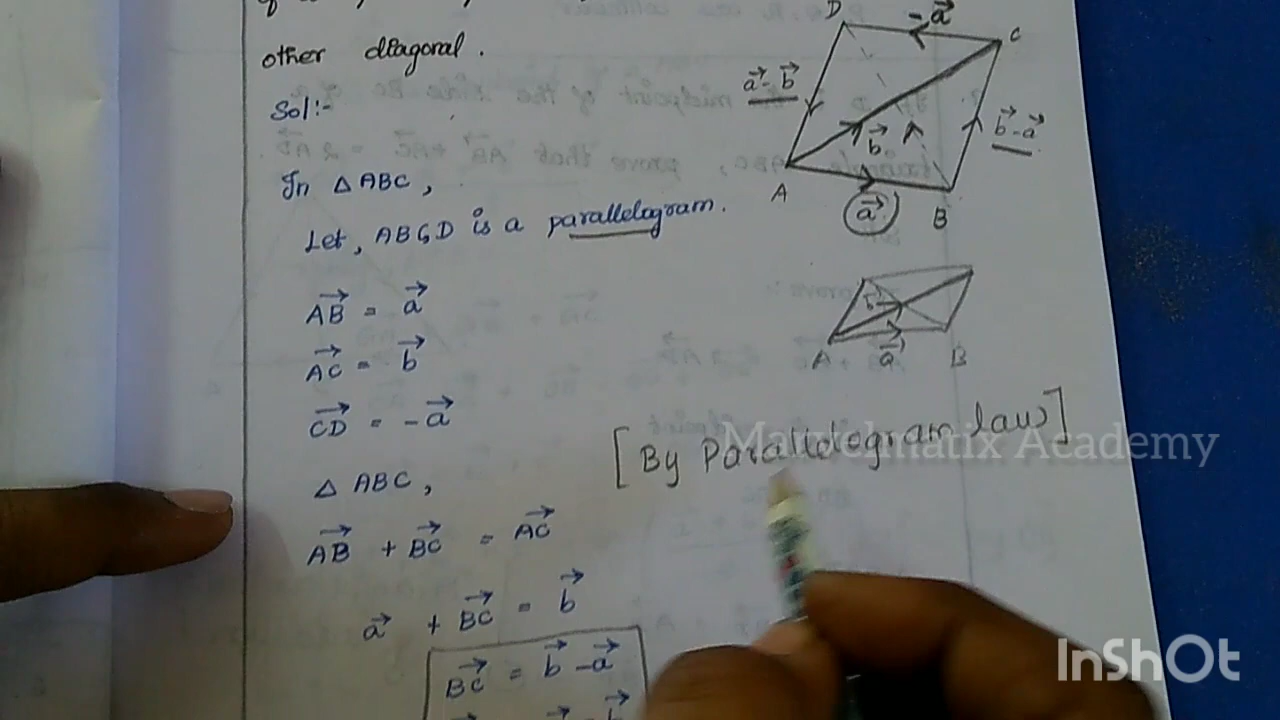 other diagonal.
Sol:-
In △ ABC,
Let, ABCD is a parallelogram.
AB⃗ = a⃗
AC⃗ = b⃗
CD⃗ = -a⃗
△ ABC,
AB⃗ + BC⃗ = AC⃗
a⃗ + BC⃗ = b⃗
BC⃗ = b⃗ - a⃗
D
-a⃗
C
a⃗ - b⃗
b⃗
b⃗ - a⃗
A
a⃗
B
b⃗
A
a⃗
B
[By Parallelogram law]
Mathematix Academy
InShOt